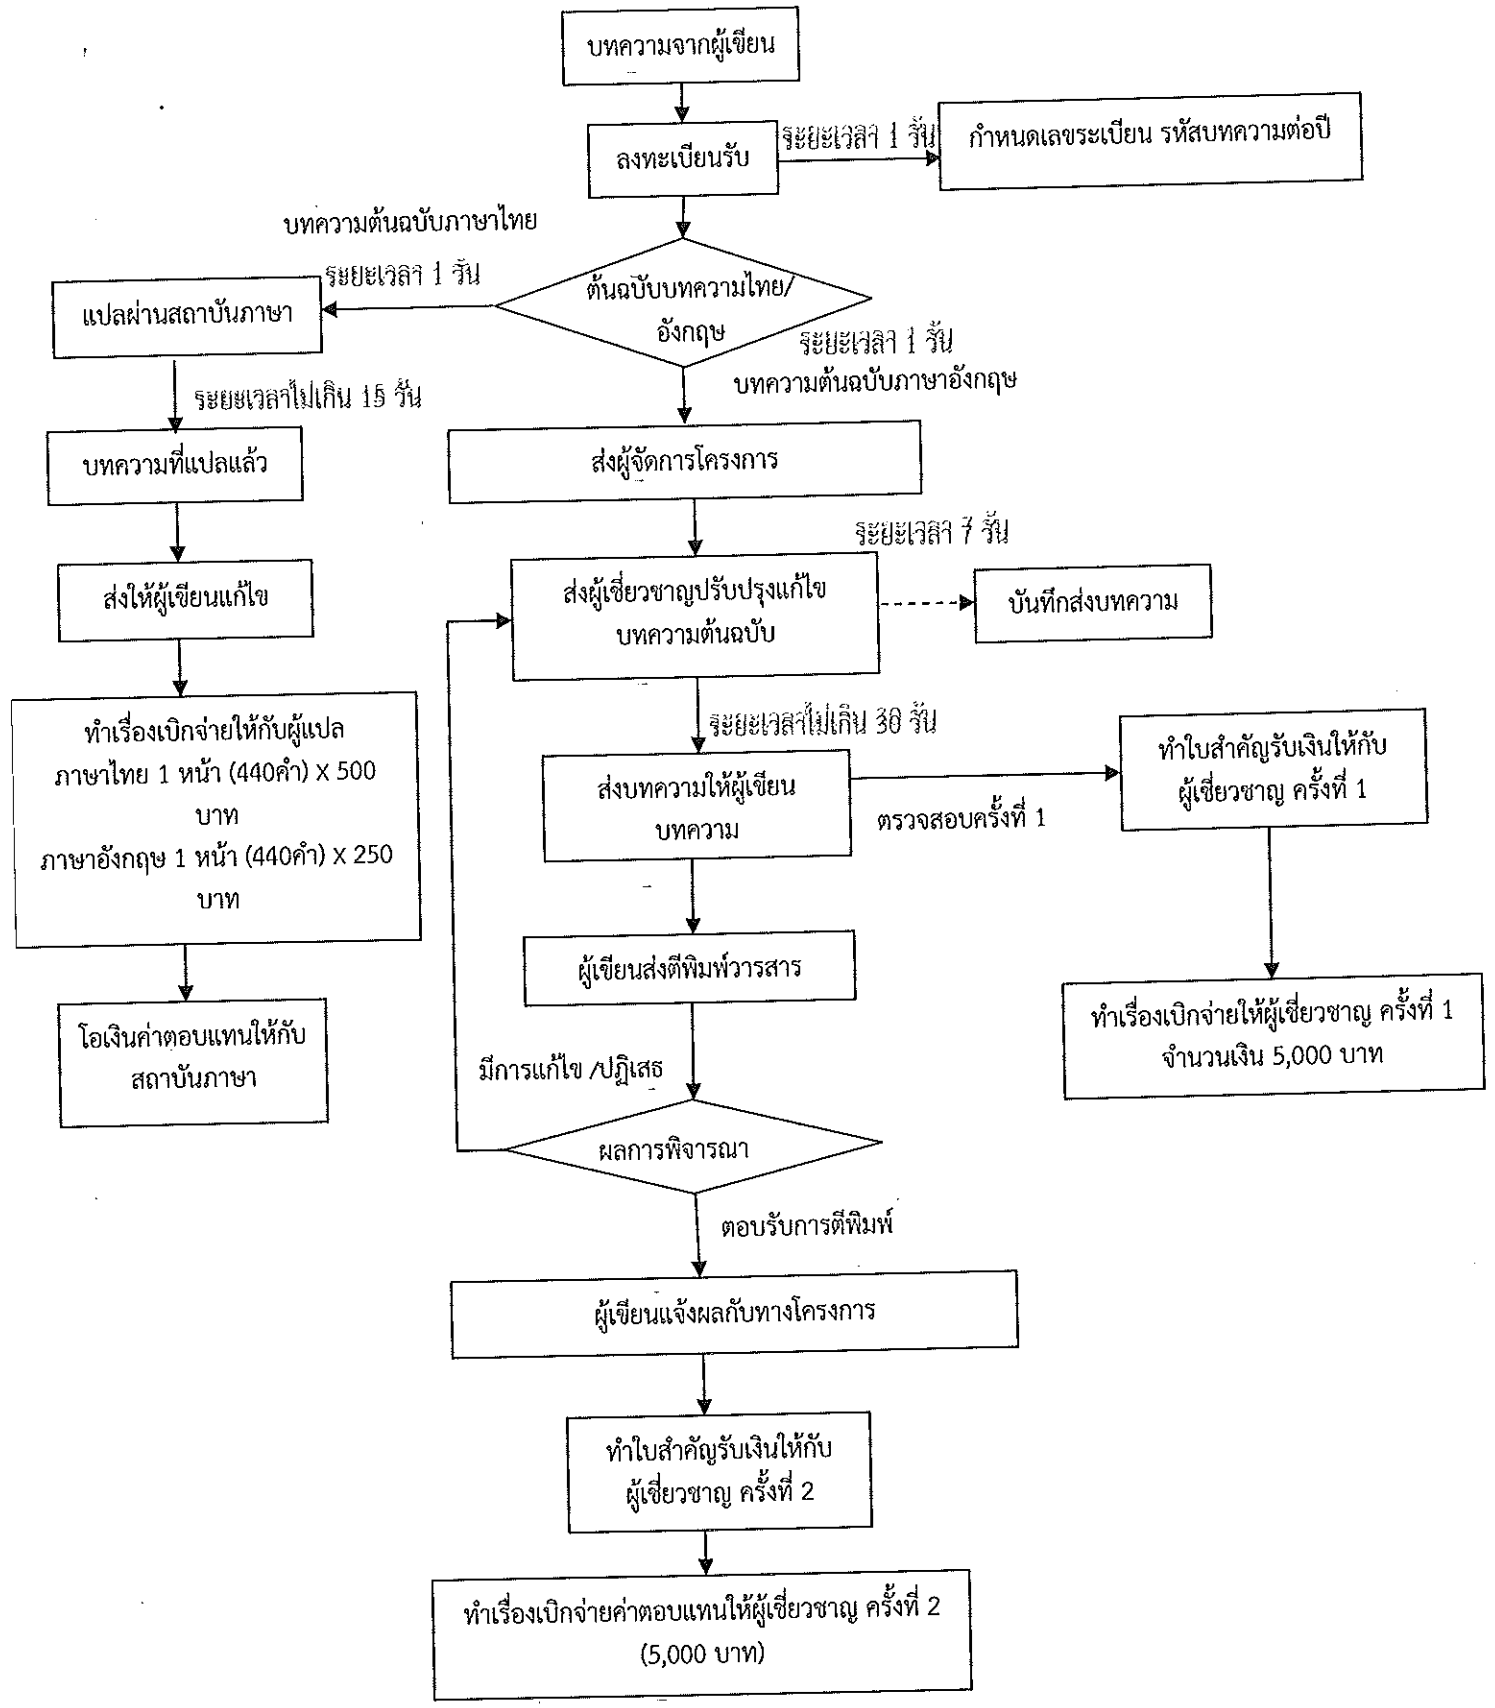 บทความจากผู้เขียน
ลงทะเบียนรับ
ระยะเวลา 1 วัน
กำหนดเลขระเบียน รหัสบทความต่อปี
บทความต้นฉบับภาษาไทย
ระยะเวลา 1 วัน
ต้นฉบับบทความไทย/
อังกฤษ
แปลผ่านสถาบันภาษา
ระยะเวลา 1 วัน
บทความต้นฉบับภาษาอังกฤษ
ระยะเวลาไม่เกิน 15 วัน
บทความที่แปลแล้ว
ส่งผู้จัดการโครงการ
ระยะเวลา 7 วัน
ส่งให้ผู้เขียนแก้ไข
ส่งผู้เชี่ยวชาญปรับปรุงแก้ไข
บทความต้นฉบับ
บันทึกส่งบทความ
ทำเรื่องเบิกจ่ายให้กับผู้แปล
ภาษาไทย 1 หน้า (440คำ) X 500
บาท
ภาษาอังกฤษ 1 หน้า (440คำ) X 250
บาท
ระยะเวลาไม่เกิน 30 วัน
ส่งบทความให้ผู้เขียน
บทความ
ตรวจสอบครั้งที่ 1
ทำใบสำคัญรับเงินให้กับ
ผู้เชี่ยวชาญ ครั้งที่ 1
ผู้เขียนส่งตีพิมพ์วารสาร
ทำเรื่องเบิกจ่ายให้ผู้เชี่ยวชาญ ครั้งที่ 1
จำนวนเงิน 5,000 บาท
โอเงินค่าตอบแทนให้กับ
สถาบันภาษา
มีการแก้ไข /ปฏิเสธ
ผลการพิจารณา
ตอบรับการตีพิมพ์
ผู้เขียนแจ้งผลกับทางโครงการ
ทำใบสำคัญรับเงินให้กับ
ผู้เชี่ยวชาญ ครั้งที่ 2
ทำเรื่องเบิกจ่ายค่าตอบแทนให้ผู้เชี่ยวชาญ ครั้งที่ 2
(5,000 บาท)